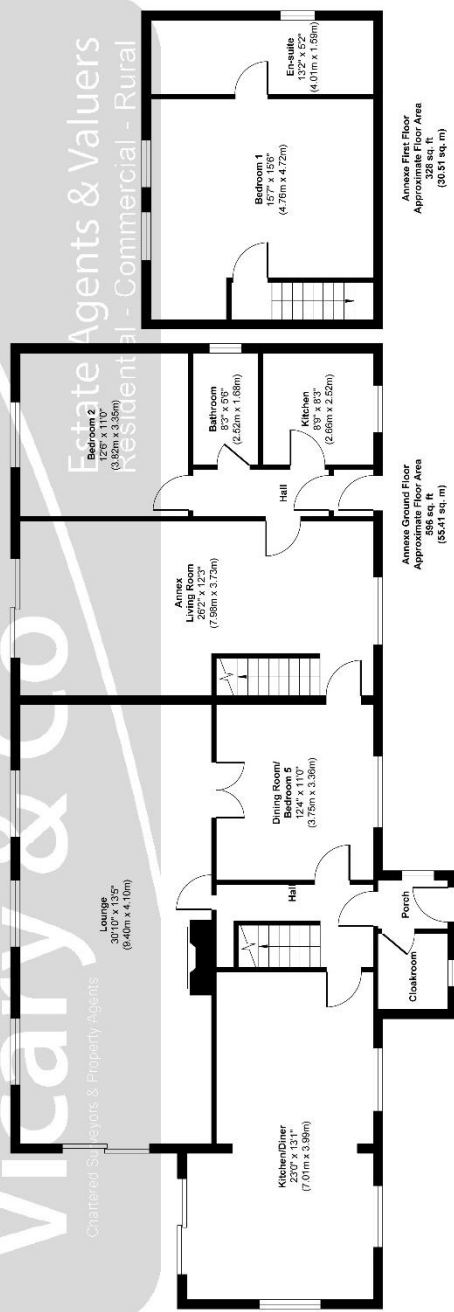 Vicary & Co
Chartered Surveyors & Property Agents
Estate Agents & Valuers
Residential - Commercial - Rural
Lounge
30'10" x 13'5"
(9.40m x 4.10m)
Kitchen/Diner
23'0" x 13'1"
(7.01m x 3.99m)
Hall
Dining Room/
Bedroom 5
12'4" x 11'0"
(3.75m x 3.36m)
Cloakroom
Porch
Annex
Living Room
26'2" x 12'3"
(7.98m x 3.73m)
Bedroom 2
12'6" x 11'0"
(3.82m x 3.35m)
Bathroom
8'3" x 5'6"
(2.52m x 1.68m)
Hall
Kitchen
8'9" x 8'3"
(2.66m x 2.52m)
Annexe Ground Floor
Approximate Floor Area
596 sq. ft
(55.41 sq. m)
Bedroom 1
15'7" x 15'6"
(4.76m x 4.72m)
En-suite
13'2" x 5'2"
(4.01m x 1.59m)
Annexe First Floor
Approximate Floor Area
328 sq. ft
(30.51 sq. m)